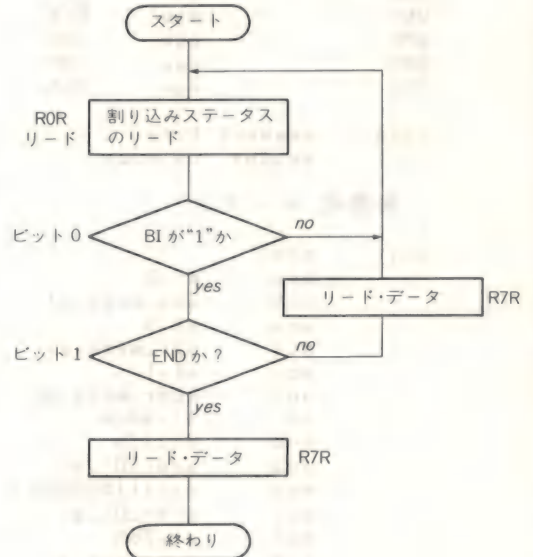 スタート
R0R
リード
割り込みステータス
のリード
ビット0
BIが“1”か
no
yes
リード・データ
R7R
ビット1
ENDか？
no
yes
リード・データ
R7R
終わり